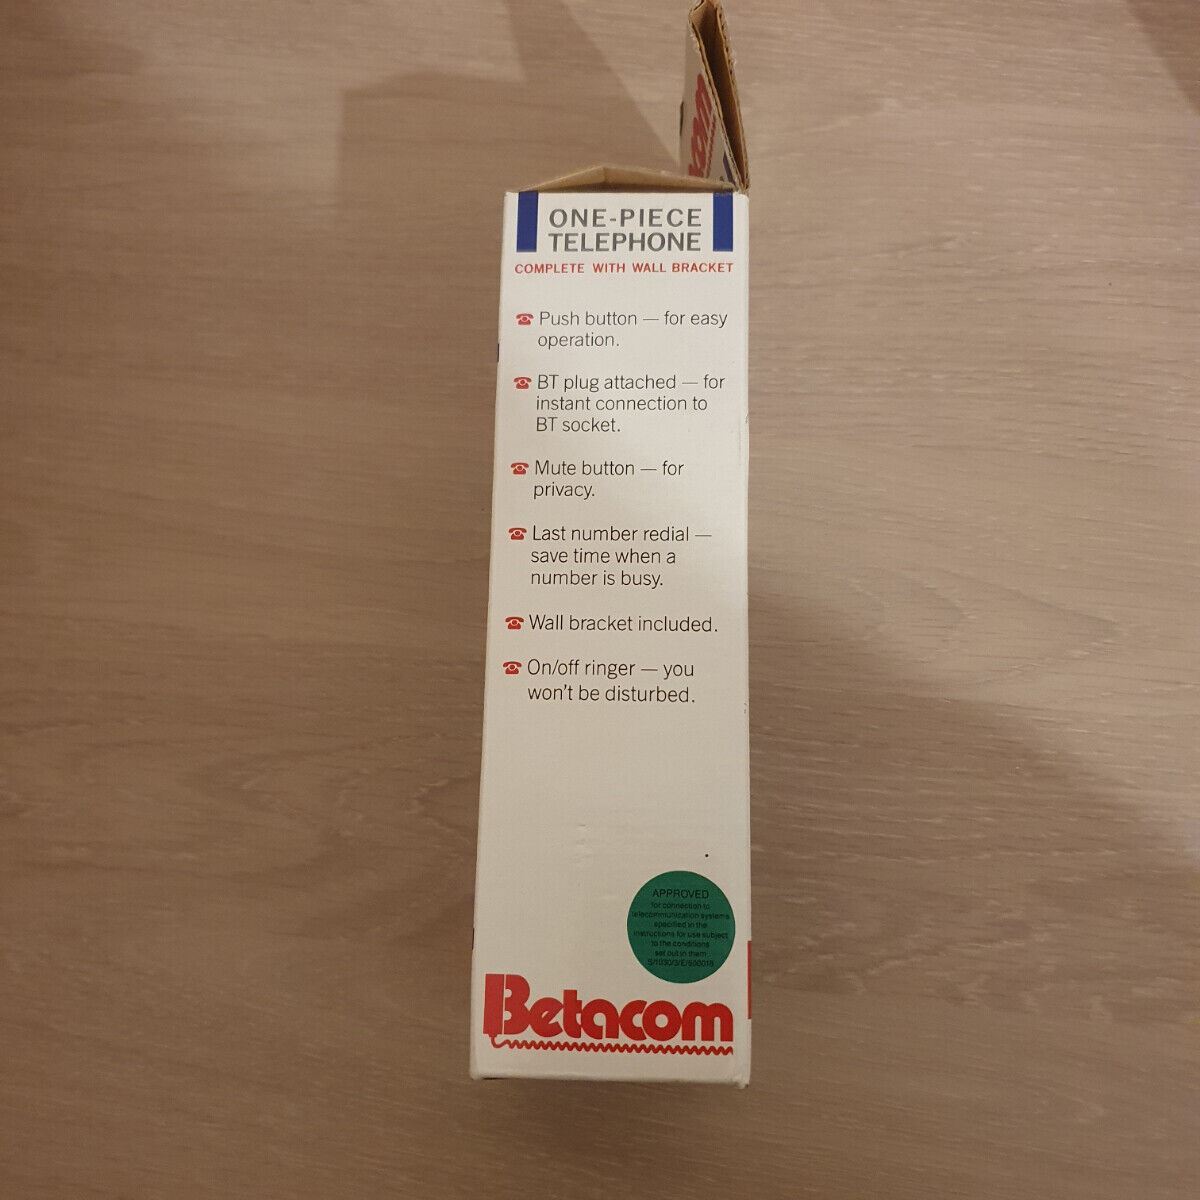 com
ONE-PIECE
TELEPHONE
COMPLETE WITH WALL BRACKET
Push button — for easy
operation.
BT plug attached — for
instant connection to
BT socket.
Mute button — for
privacy.
Last number redial —
save time when a
number is busy.
Wall bracket included.
On/off ringer — you
won't be disturbed.
APPROVED
for connection to
telecommunication systems
specified in the
instructions for use subject
to the conditions
set out in them
Betacom